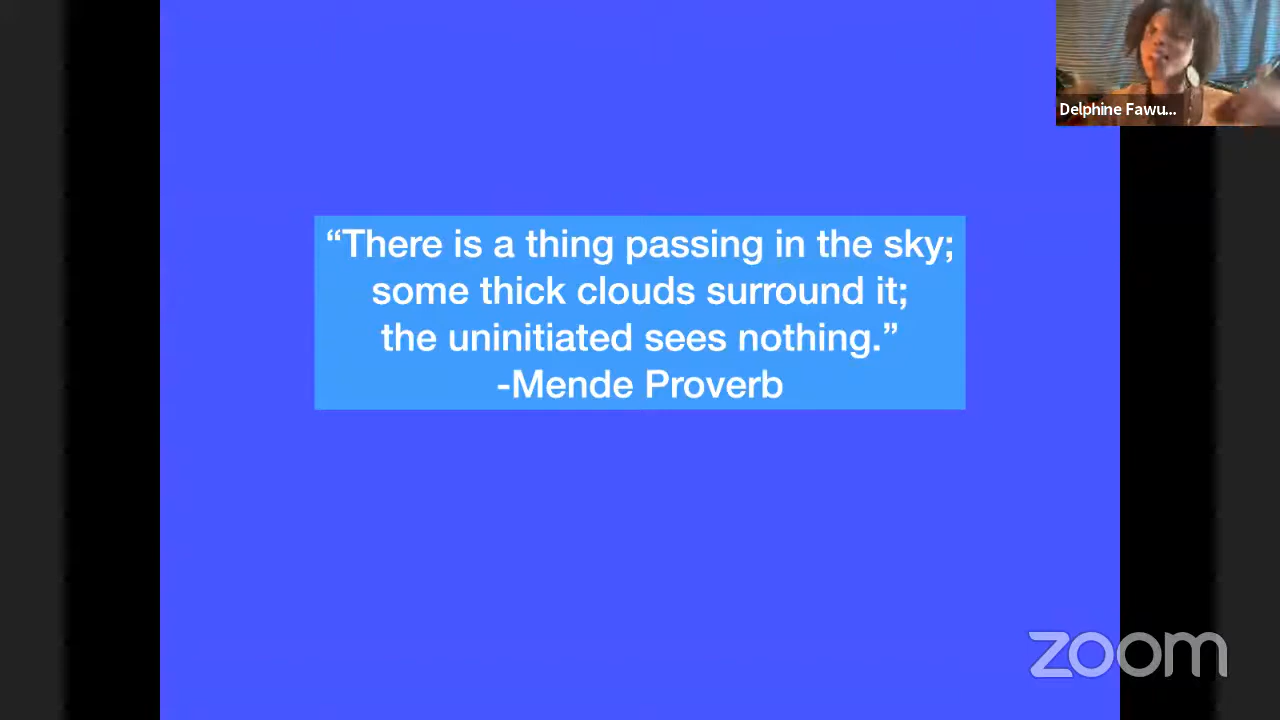 Delphine Fawu...
“There is a thing passing in the sky;
some thick clouds surround it;
the uninitiated sees nothing.”
-Mende Proverb
zoom